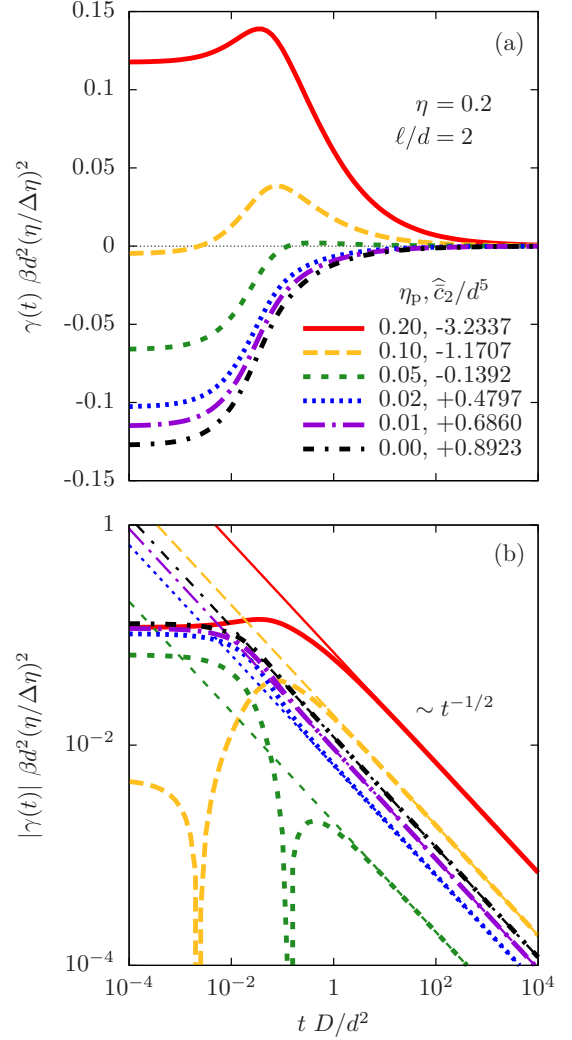 0.15
(a)
0.1
η = 0.2
ℓ/d = 2
0.05
0
-0.05
-0.1
-0.15
γ(t) βd²(η/Δη)²
ηₚ, ĉ̄₂/d⁵
0.20, -3.2337
0.10, -1.1707
0.05, -0.1392
0.02, +0.4797
0.01, +0.6860
0.00, +0.8923
1
(b)
∼ t⁻¹/²
10⁻²
10⁻⁴
|γ(t)| βd²(η/Δη)²
10⁻⁴ 10⁻² 1 10² 10⁴
t D/d²